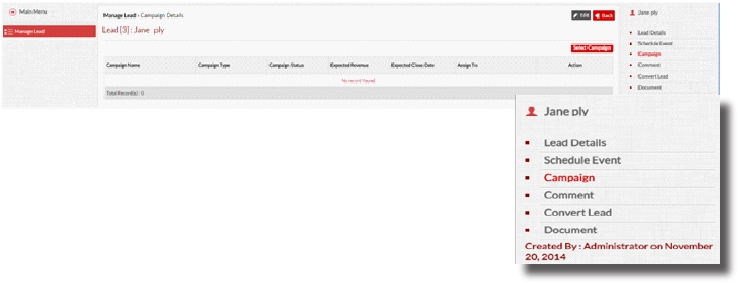 Main Menu
Manage Lead
Manage Lead › Campaign Details
Edit Back
Lead [3] : Jane ply
Select Campaign
Campaign Name Campaign Type Campaign Status Expected Revenue Expected Close Date Assign To Action
No record found
Total Record(s) : 0
Jane ply
Lead Details
Schedule Event
Campaign
Comment
Convert Lead
Document
Jane ply
Lead Details
Schedule Event
Campaign
Comment
Convert Lead
Document
Created By : .Administrator on November
20, 2014